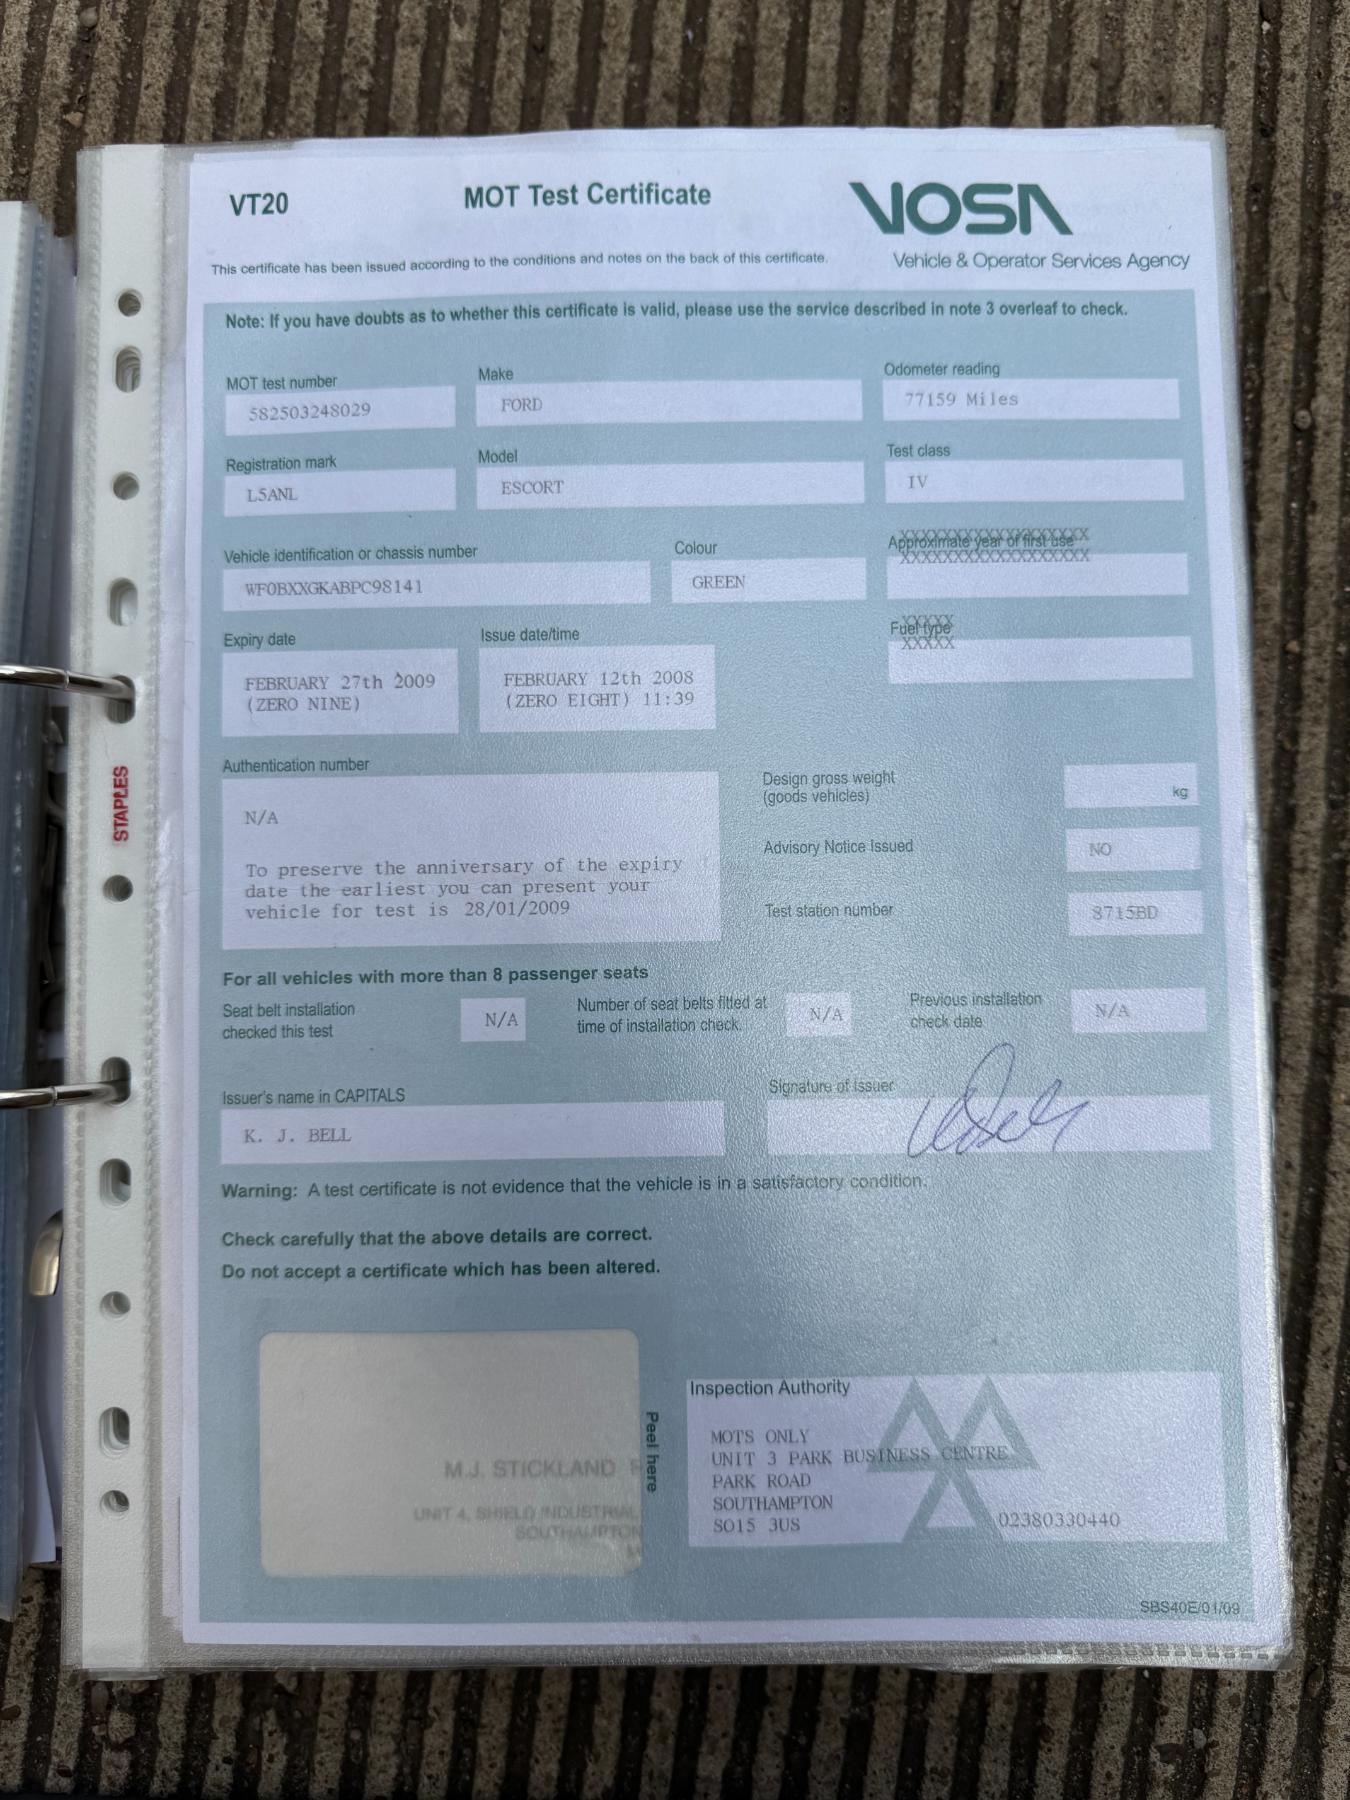 VT20
MOT Test Certificate
VOSA
This certificate has been issued according to the conditions and notes on the back of this certificate.
Vehicle & Operator Services Agency
Note: If you have doubts as to whether this certificate is valid, please use the service described in note 3 overleaf to check.
MOT test number
Make
Odometer reading
582503248029
FORD
77159 Miles
Registration mark
Model
Test class
L5ANL
ESCORT
IV
Vehicle identification or chassis number
Colour
Approximate year of first use
XXXXXXXXXXXXXXXXXXXX
XXXXXXXXXXXXXXXXXXXX
WF0BXXGKABPC98141
GREEN
Expiry date
Issue date/time
Fuel type
XXXXX
XXXXX
FEBRUARY 27th 2009
(ZERO NINE)
FEBRUARY 12th 2008
(ZERO EIGHT) 11:39
Authentication number
N/A
To preserve the anniversary of the expiry
date the earliest you can present your
vehicle for test is 28/01/2009
Design gross weight
(goods vehicles)
kg
Advisory Notice Issued
NO
Test station number
8715BD
For all vehicles with more than 8 passenger seats
Seat belt installation
checked this test
N/A
Number of seat belts fitted at
time of installation check.
N/A
Previous installation
check date
N/A
Issuer's name in CAPITALS
Signature of issuer
K. J. BELL
Warning: A test certificate is not evidence that the vehicle is in a satisfactory condition.
Check carefully that the above details are correct.
Do not accept a certificate which has been altered.
M.J. STICKLAND
UNIT 4, SHIELD INDUSTRIAL
SOUTHAMPTON
Peel here
Inspection Authority
MOTS ONLY
UNIT 3 PARK BUSINESS CENTRE
PARK ROAD
SOUTHAMPTON
SO15 3US
02380330440
SBS40E/01/09
STAPLES